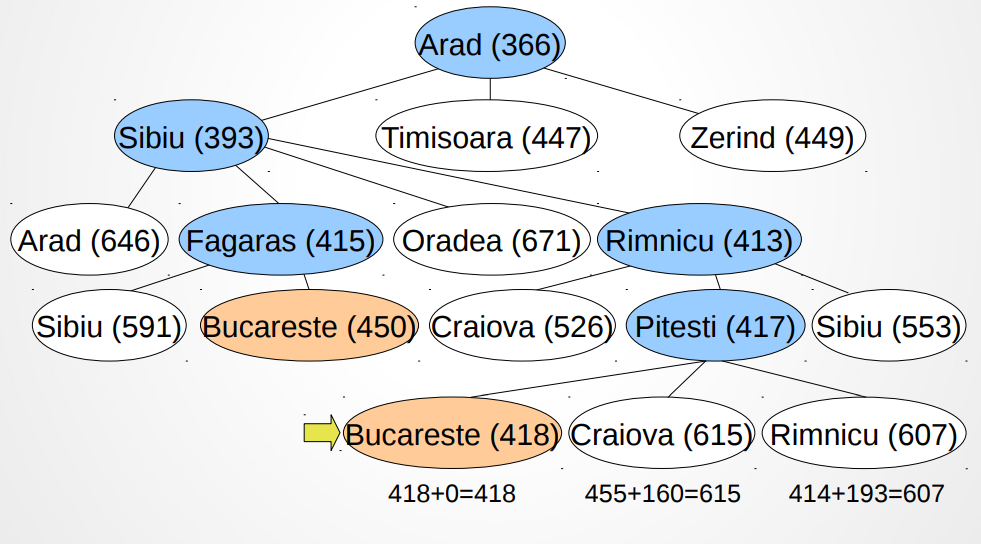 Arad (366)
Sibiu (393) Timisoara (447) Zerind (449)
Arad (646) Fagaras (415) Oradea (671) Rimnicu (413)
Sibiu (591) Bucareste (450) Craiova (526) Pitesti (417) Sibiu (553)
Bucareste (418) Craiova (615) Rimnicu (607)
418+0=418 455+160=615 414+193=607